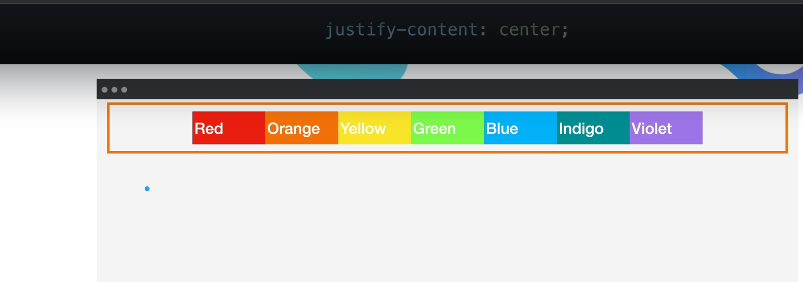 justify-content: center;
Red Orange Yellow Green Blue Indigo Violet